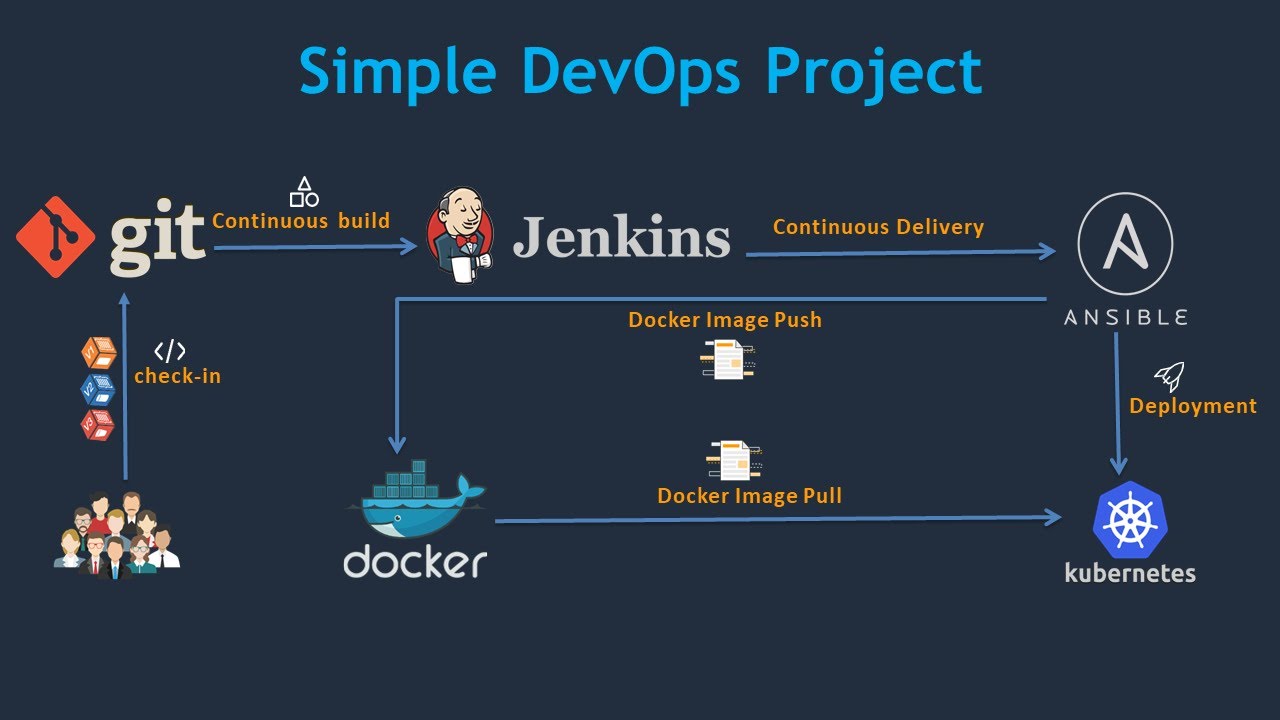 Simple DevOps Project
git
Continuous build
Jenkins
Continuous Delivery
ANSIBLE
Docker Image Push
V1
V2
V3
check-in
Deployment
Docker Image Pull
docker
kubernetes